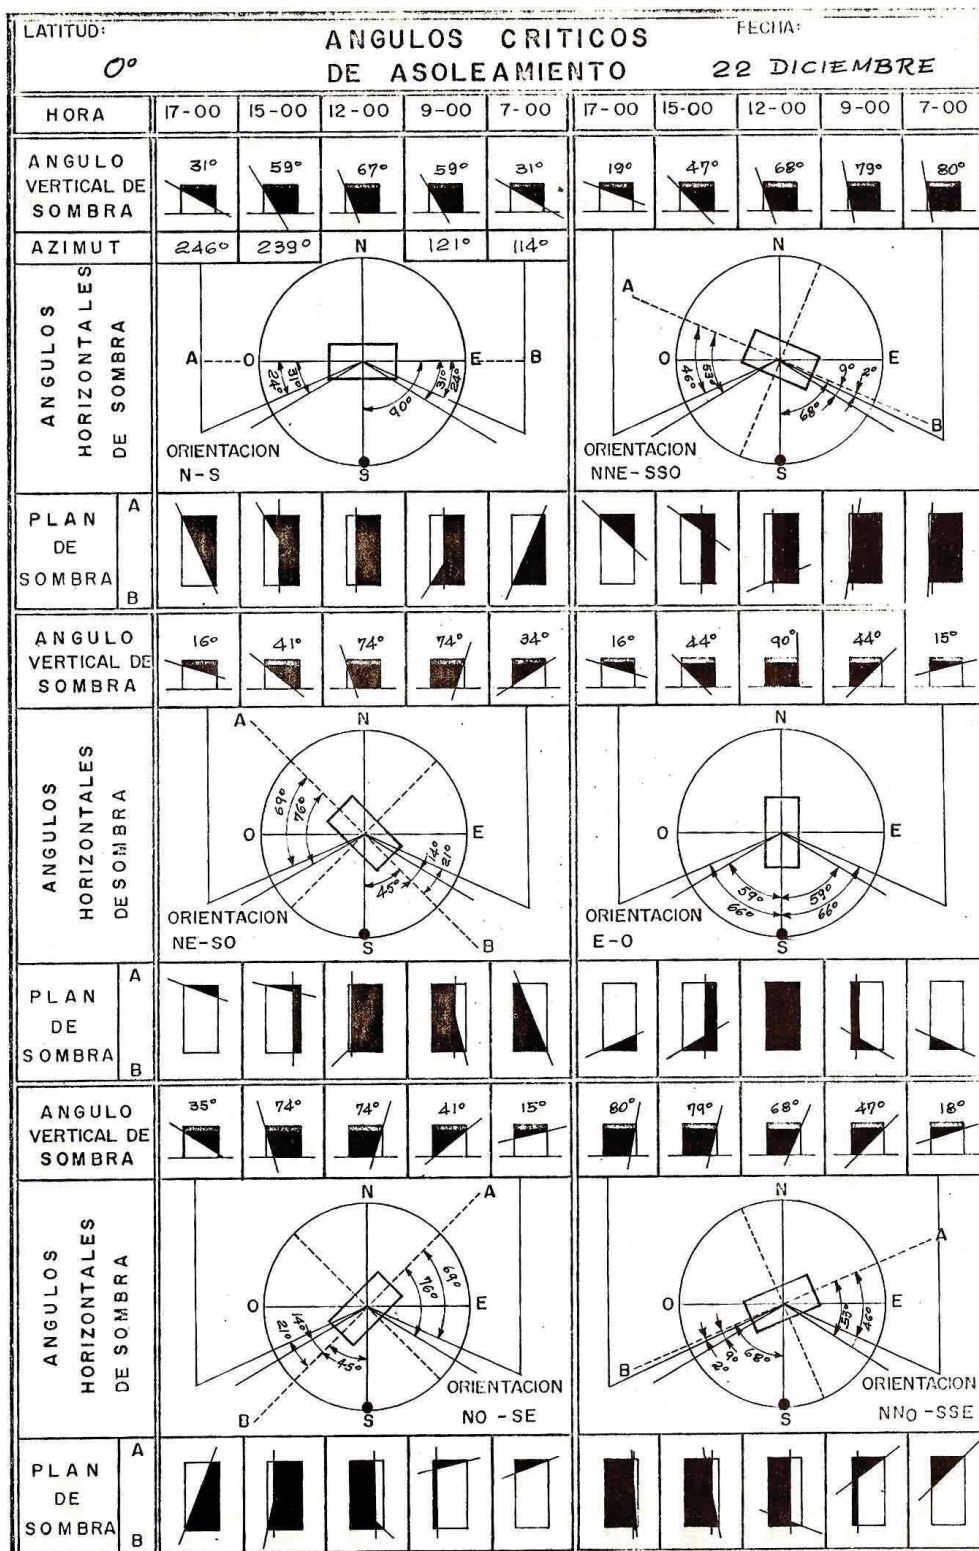 LATITUD:
0°
ANGULOS CRITICOS
DE ASOLEAMIENTO
FECHA:
22 DICIEMBRE
HORA 17-00 15-00 12-00 9-00 7-00 17-00 15-00 12-00 9-00 7-00
ANGULO
VERTICAL DE
SOMBRA
31° 59° 67° 59° 31° 19° 47° 68° 79° 80°
AZIMUT 246° 239° 121° 114°
ANGULOS
HORIZONTALES
DE SOMBRA
N
A O E B
24° 31° 90° 31° 24°
S
ORIENTACION
N-S
N
A
O E
46° 53° 68° 9° 2°
B
S
ORIENTACION
NNE-SSO
PLAN
DE
SOMBRA
A
B
ANGULO
VERTICAL DE
SOMBRA
16° 41° 74° 74° 34° 16° 44° 90° 44° 15°
ANGULOS
HORIZONTALES
DE SOMBRA
A
N
O E
69° 76° 45° 14° 21°
S
B
ORIENTACION
NE-SO
N
O E
59° 59°
66° 66°
S
ORIENTACION
E-O
PLAN
DE
SOMBRA
A
B
ANGULO
VERTICAL DE
SOMBRA
35° 74° 74° 41° 15° 80° 79° 68° 47° 18°
ANGULOS
HORIZONTALES
DE SOMBRA
N
A
O E
21° 14° 45° 76° 69°
B
S
ORIENTACION
NO - SE
N
A
O E
B
2° 9° 68° 53° 46°
S
ORIENTACION
NNO-SSE
PLAN
DE
SOMBRA
A
B